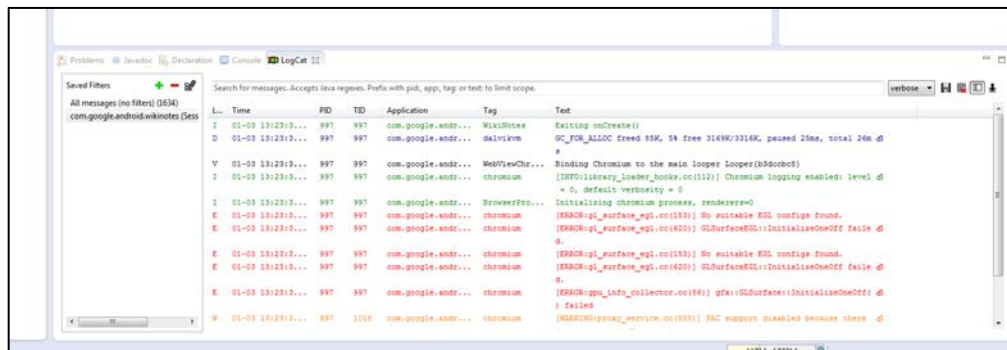 Problems @ Javadoc Declaration Console LogCat
Saved Filters
All messages (no filters) (1634)
com.google.android.wikinotes (Sess
Search for messages. Accepts Java regexes. Prefix with pid:, app:, tag: or text: to limit scope.
verbose
L... Time PID TID Application Tag Text
I 01-03 13:23:3... 997 997 com.google.andr... WikiNotes Exiting onCreate()
D 01-03 13:23:3... 997 997 com.google.andr... dalvikvm GC_FOR_ALLOC freed 85K, 5% free 3169K/3316K, paused 25ms, total 26m
s
V 01-03 13:23:3... 997 997 com.google.andr... WebViewChr... Binding Chromium to the main looper Looper{b3dccbc8}
I 01-03 13:23:3... 997 997 com.google.andr... chromium [INFO:library_loader_hooks.cc(112)] Chromium logging enabled: level
= 0, default verbosity = 0
I 01-03 13:23:3... 997 997 com.google.andr... BrowserPro... Initializing chromium process, renderers=0
E 01-03 13:23:3... 997 997 com.google.andr... chromium [ERROR:gl_surface_egl.cc(153)] No suitable EGL configs found.
E 01-03 13:23:3... 997 997 com.google.andr... chromium [ERROR:gl_surface_egl.cc(620)] GLSurfaceEGL::InitializeOneOff faile
d.
E 01-03 13:23:3... 997 997 com.google.andr... chromium [ERROR:gl_surface_egl.cc(153)] No suitable EGL configs found.
E 01-03 13:23:3... 997 997 com.google.andr... chromium [ERROR:gl_surface_egl.cc(620)] GLSurfaceEGL::InitializeOneOff faile
d.
E 01-03 13:23:3... 997 997 com.google.andr... chromium [ERROR:gpu_info_collector.cc(86)] gfx::GLSurface::InitializeOneOff(
) failed
W 01-03 13:23:3... 997 1018 com.google.andr... chromium PAC support disabled because there